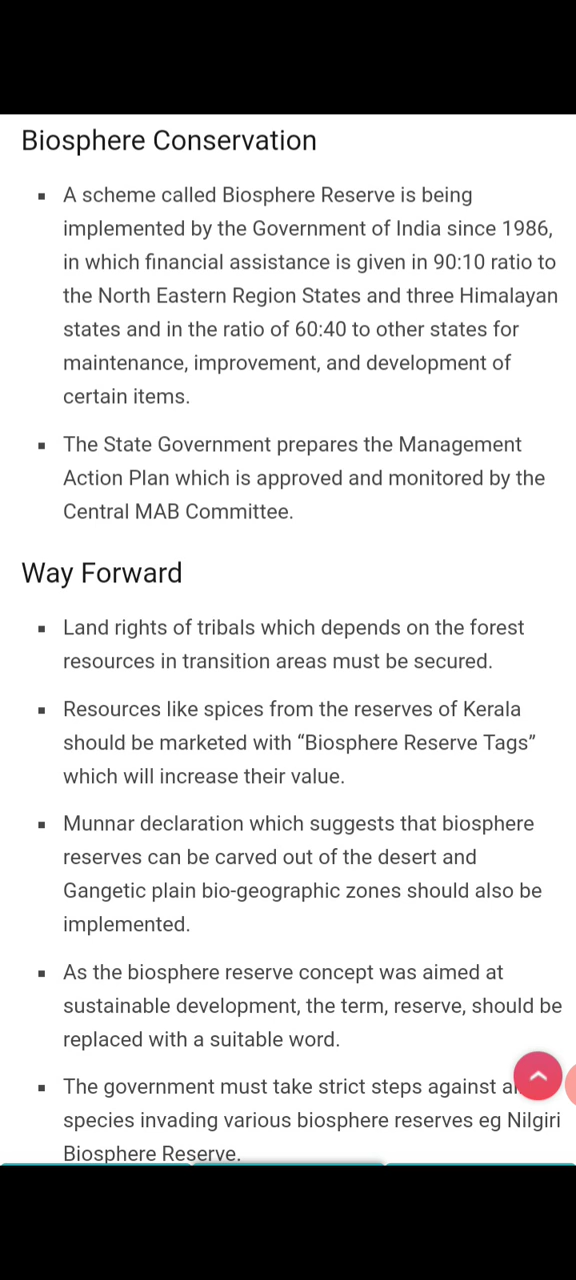 Biosphere Conservation
▪ A scheme called Biosphere Reserve is being
implemented by the Government of India since 1986,
in which financial assistance is given in 90:10 ratio to
the North Eastern Region States and three Himalayan
states and in the ratio of 60:40 to other states for
maintenance, improvement, and development of
certain items.
▪ The State Government prepares the Management
Action Plan which is approved and monitored by the
Central MAB Committee.
Way Forward
▪ Land rights of tribals which depends on the forest
resources in transition areas must be secured.
▪ Resources like spices from the reserves of Kerala
should be marketed with “Biosphere Reserve Tags”
which will increase their value.
▪ Munnar declaration which suggests that biosphere
reserves can be carved out of the desert and
Gangetic plain bio-geographic zones should also be
implemented.
▪ As the biosphere reserve concept was aimed at
sustainable development, the term, reserve, should be
replaced with a suitable word.
▪ The government must take strict steps against
species invading various biosphere reserves eg Nilgiri
Biosphere Reserve.